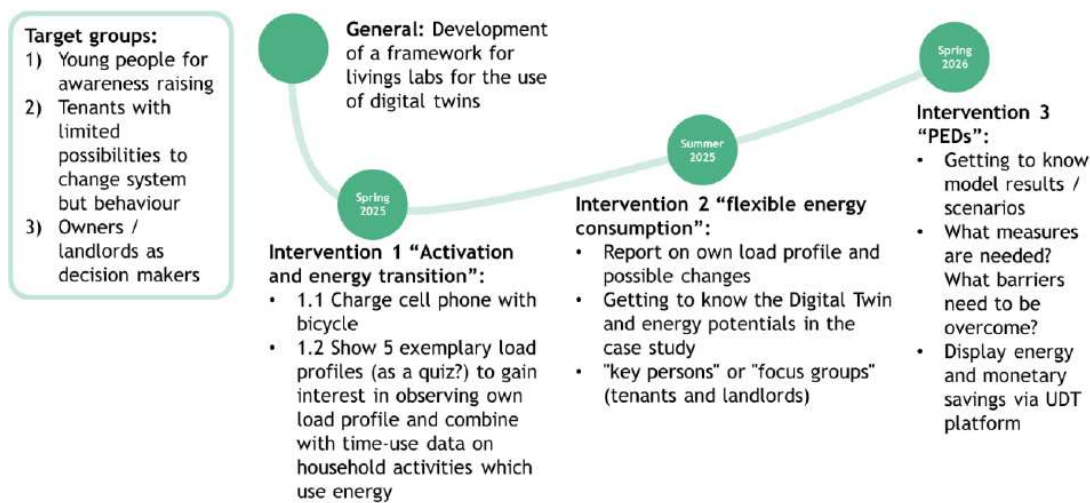 Target groups:
1) Young people for
awareness raising
2) Tenants with
limited
possibilities to
change system
but behaviour
3) Owners /
landlords as
decision makers
General: Development
of a framework for
livings labs for the use
of digital twins
Spring
2025
Intervention 1 “Activation
and energy transition”:
• 1.1 Charge cell phone with
bicycle
• 1.2 Show 5 exemplary load
profiles (as a quiz?) to gain
interest in observing own
load profile and combine
with time-use data on
household activities which
use energy
Summer
2025
Intervention 2 “flexible energy
consumption”:
• Report on own load profile and
possible changes
• Getting to know the Digital Twin
and energy potentials in the
case study
• "key persons" or "focus groups"
(tenants and landlords)
Spring
2026
Intervention 3
“PEDs”:
• Getting to know
model results /
scenarios
• What measures
are needed?
What barriers
need to be
overcome?
• Display energy
and monetary
savings via UDT
platform